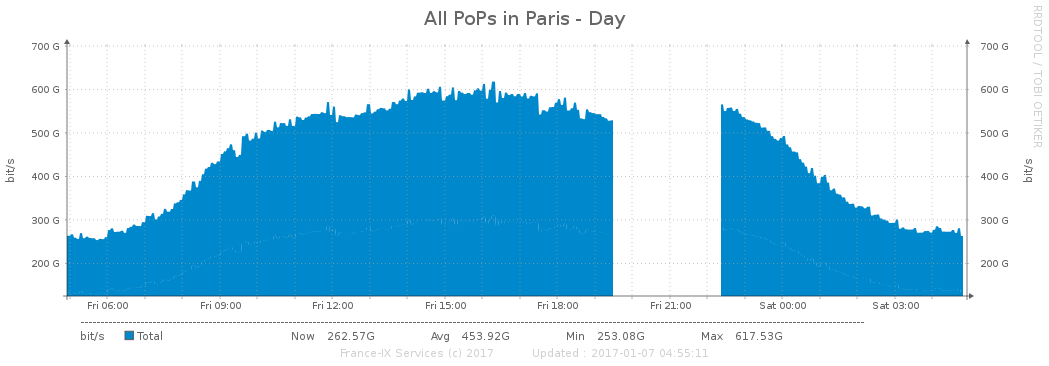 All PoPs in Paris - Day
RRDTOOL / TOBI OETIKER
700 G 700 G
600 G 600 G
500 G 500 G
400 G 400 G
300 G 300 G
200 G 200 G
bit/s bit/s
Fri 06:00 Fri 09:00 Fri 12:00 Fri 15:00 Fri 18:00 Fri 21:00 Sat 00:00 Sat 03:00
bit/s Total Now 262.57G Avg 453.92G Min 253.08G Max 617.53G
France-IX Services (c) 2017 Updated : 2017-01-07 04:55:11